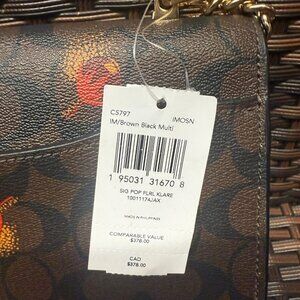 C5797
IMOSN
IM/Brown Black Multi
1 95031 31670 8
SIG POP FLRL KLARE
1001117AJAX
MADE IN PHILIPPINES
COMPARABLE VALUE
$378.00
CAD
$378.00